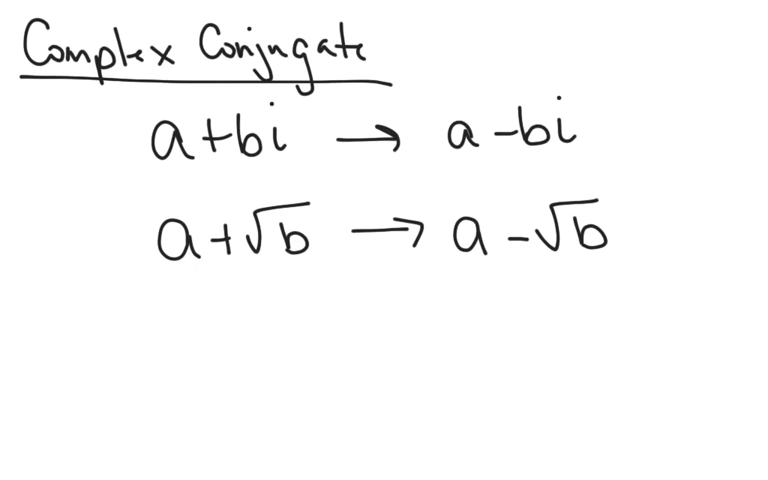 Complex Conjugate
a+bi → a-bi
a+√b → a-√b